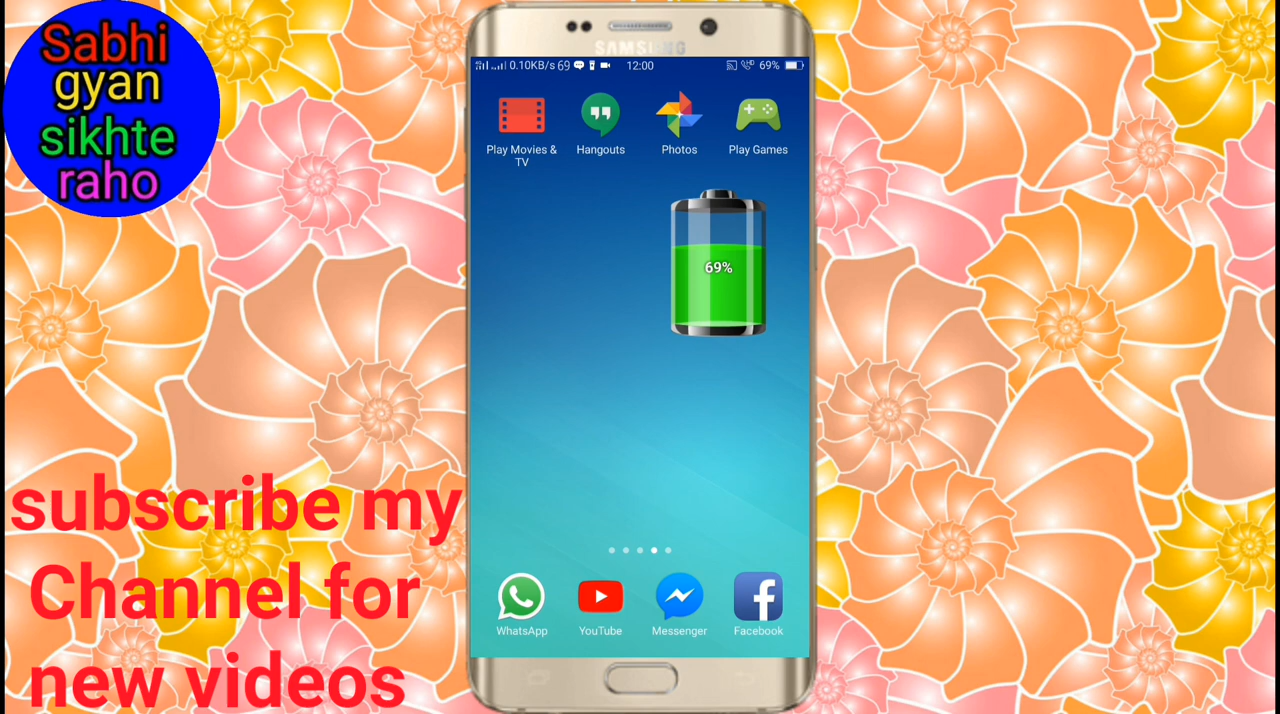 Sabhi
gyan
sikhte
raho
SAMSUNG
0.10KB/s 69 12:00 69%
Play Movies & TV
Hangouts
Photos
Play Games
69%
subscribe my
Channel for
new videos
WhatsApp
YouTube
Messenger
Facebook